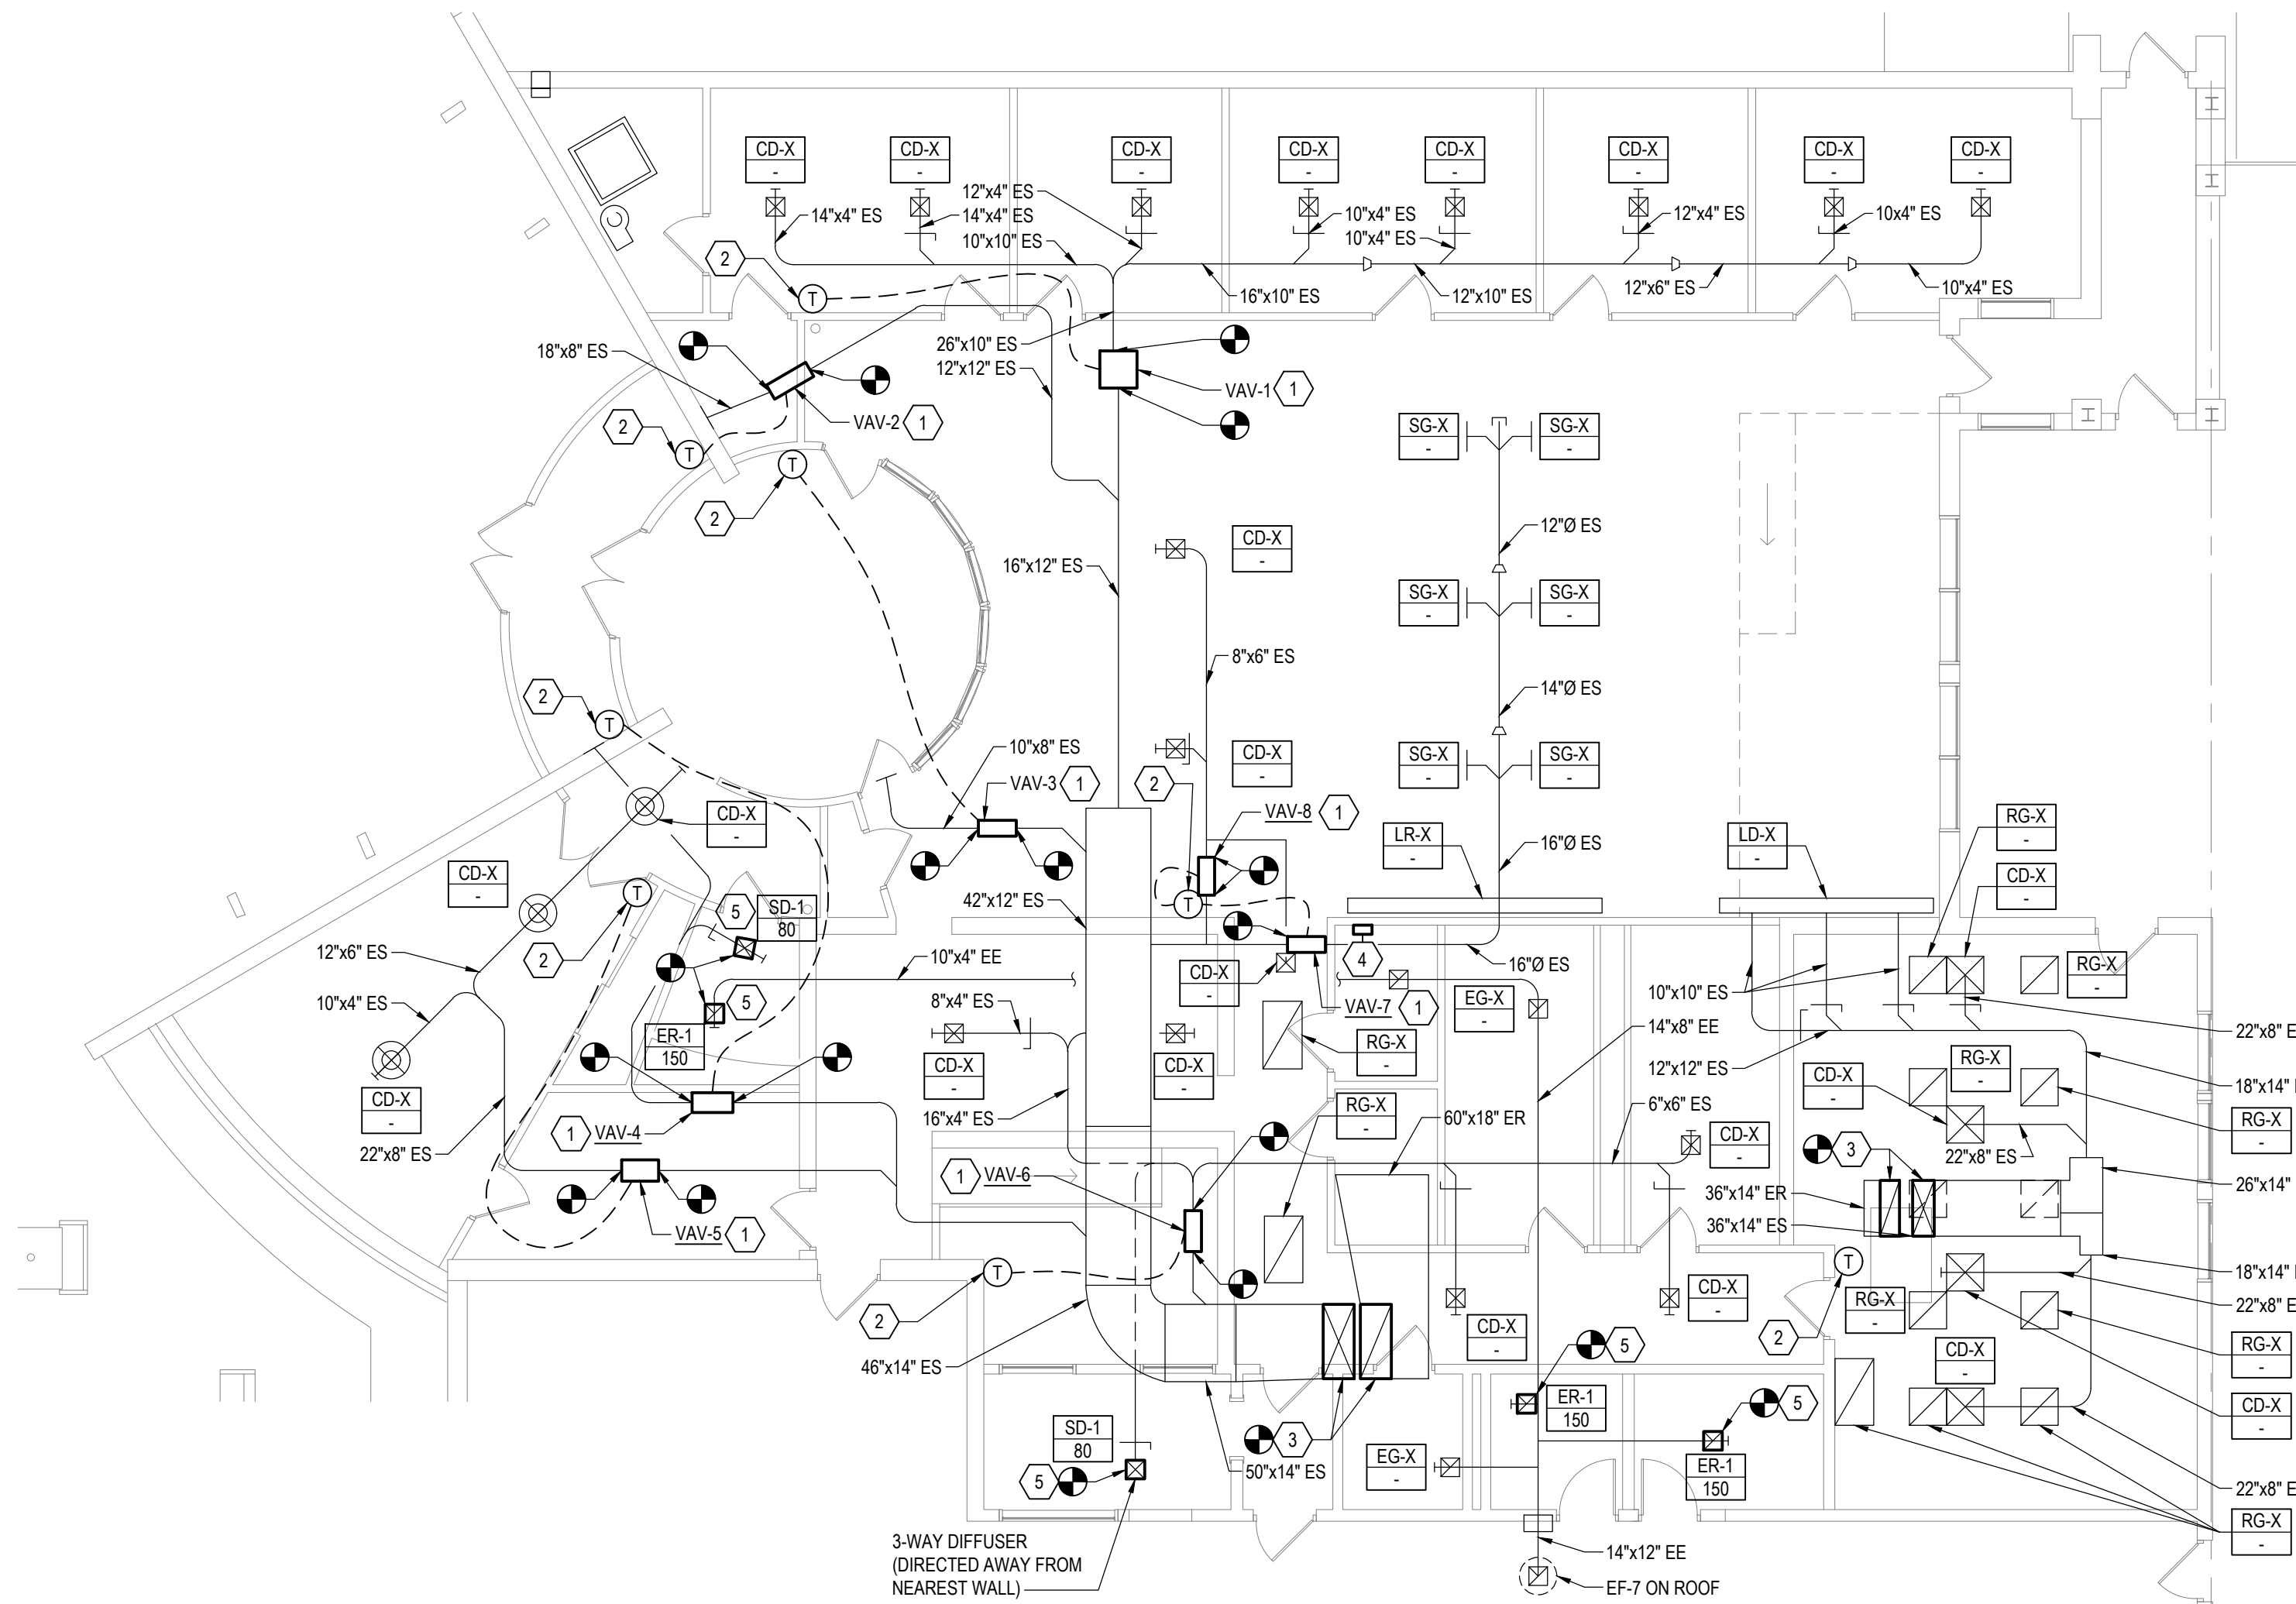 CD-X
-
CD-X
-
CD-X
-
CD-X
-
CD-X
-
CD-X
-
CD-X
-
CD-X
-
12"x4" ES
14"x4" ES
14"x4" ES
10"x4" ES
12"x4" ES
10x4" ES
10"x10" ES
10"x4" ES
2
T
16"x10" ES
12"x10" ES
12"x6" ES
10"x4" ES
18"x8" ES
26"x10" ES
12"x12" ES
VAV-1
1
VAV-2
1
2
T
T
2
SG-X
-
SG-X
-
12"Ø ES
CD-X
-
16"x12" ES
SG-X
-
SG-X
-
8"x6" ES
14"Ø ES
2
T
10"x8" ES
CD-X
-
SG-X
-
SG-X
-
VAV-3
1
2
VAV-8
1
CD-X
-
LR-X
-
16"Ø ES
LD-X
-
RG-X
-
CD-X
-
CD-X
-
T
5
SD-1
80
42"x12" ES
T
12"x6" ES
2
10"x4" EE
4
16"Ø ES
CD-X
-
RG-X
-
10"x4" ES
5
8"x4" ES
VAV-7
1
EG-X
-
10"x10" ES
ER-1
150
RG-X
-
14"x8" EE
22"x8" E
CD-X
-
CD-X
-
12"x12" ES
RG-X
-
CD-X
-
18"x14"
CD-X
-
RG-X
-
16"x4" ES
60"x18" ER
6"x6" ES
RG-X
-
1
VAV-4
CD-X
-
22"x8" ES
3
22"x8" ES
1
VAV-6
36"x14" ER
26"x14"
36"x14" ES
VAV-5
1
T
T
18"x14"
CD-X
-
RG-X
-
22"x8" E
2
CD-X
-
5
2
CD-X
-
RG-X
-
46"x14" ES
ER-1
150
5
CD-X
-
SD-1
80
3
5
50"x14" ES
EG-X
-
ER-1
150
22"x8" E
RG-X
-
3-WAY DIFFUSER
(DIRECTED AWAY FROM
NEAREST WALL)
14"x12" EE
EF-7 ON ROOF